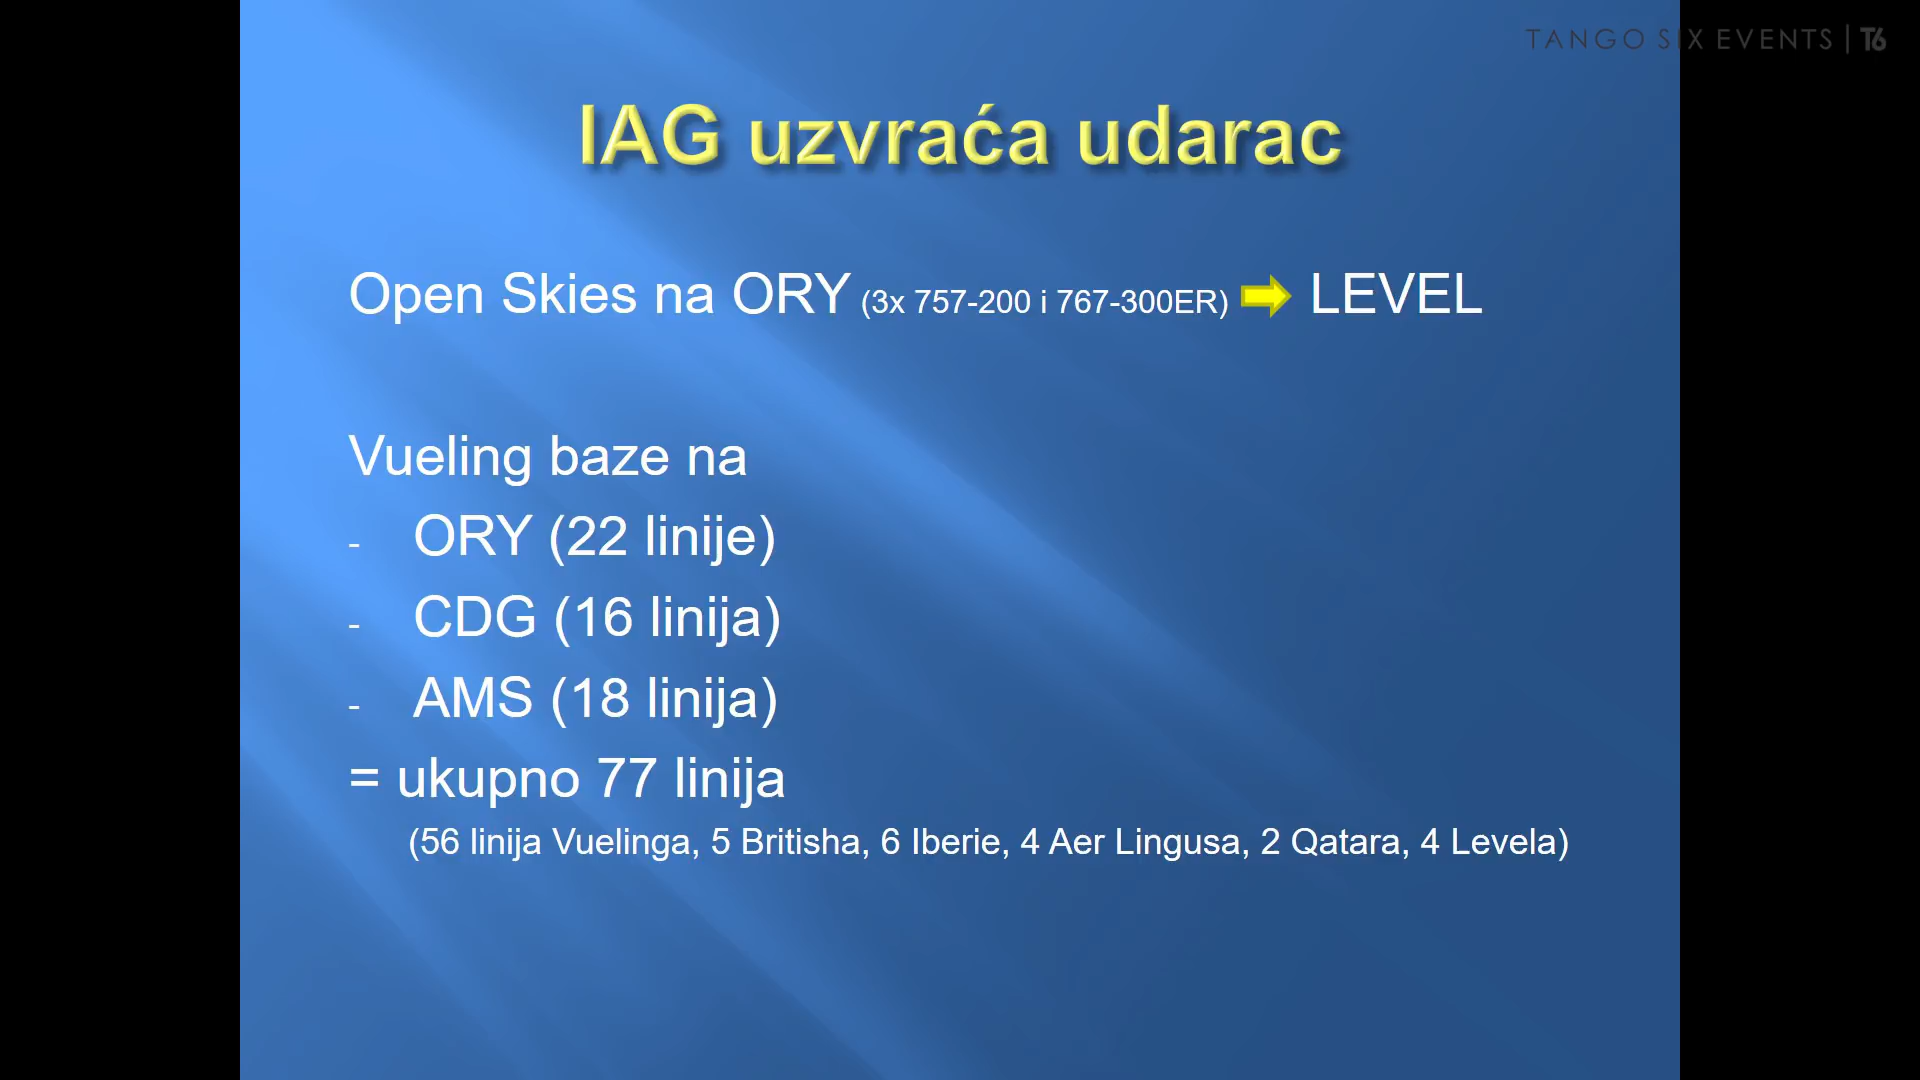 TANGO SIX EVENTS | T6
IAG uzvraća udarac
Open Skies na ORY (3x 757-200 i 767-300ER) LEVEL
Vueling baze na
- ORY (22 linije)
- CDG (16 linija)
- AMS (18 linija)
= ukupno 77 linija
(56 linija Vuelinga, 5 Britisha, 6 Iberie, 4 Aer Lingusa, 2 Qatara, 4 Levela)